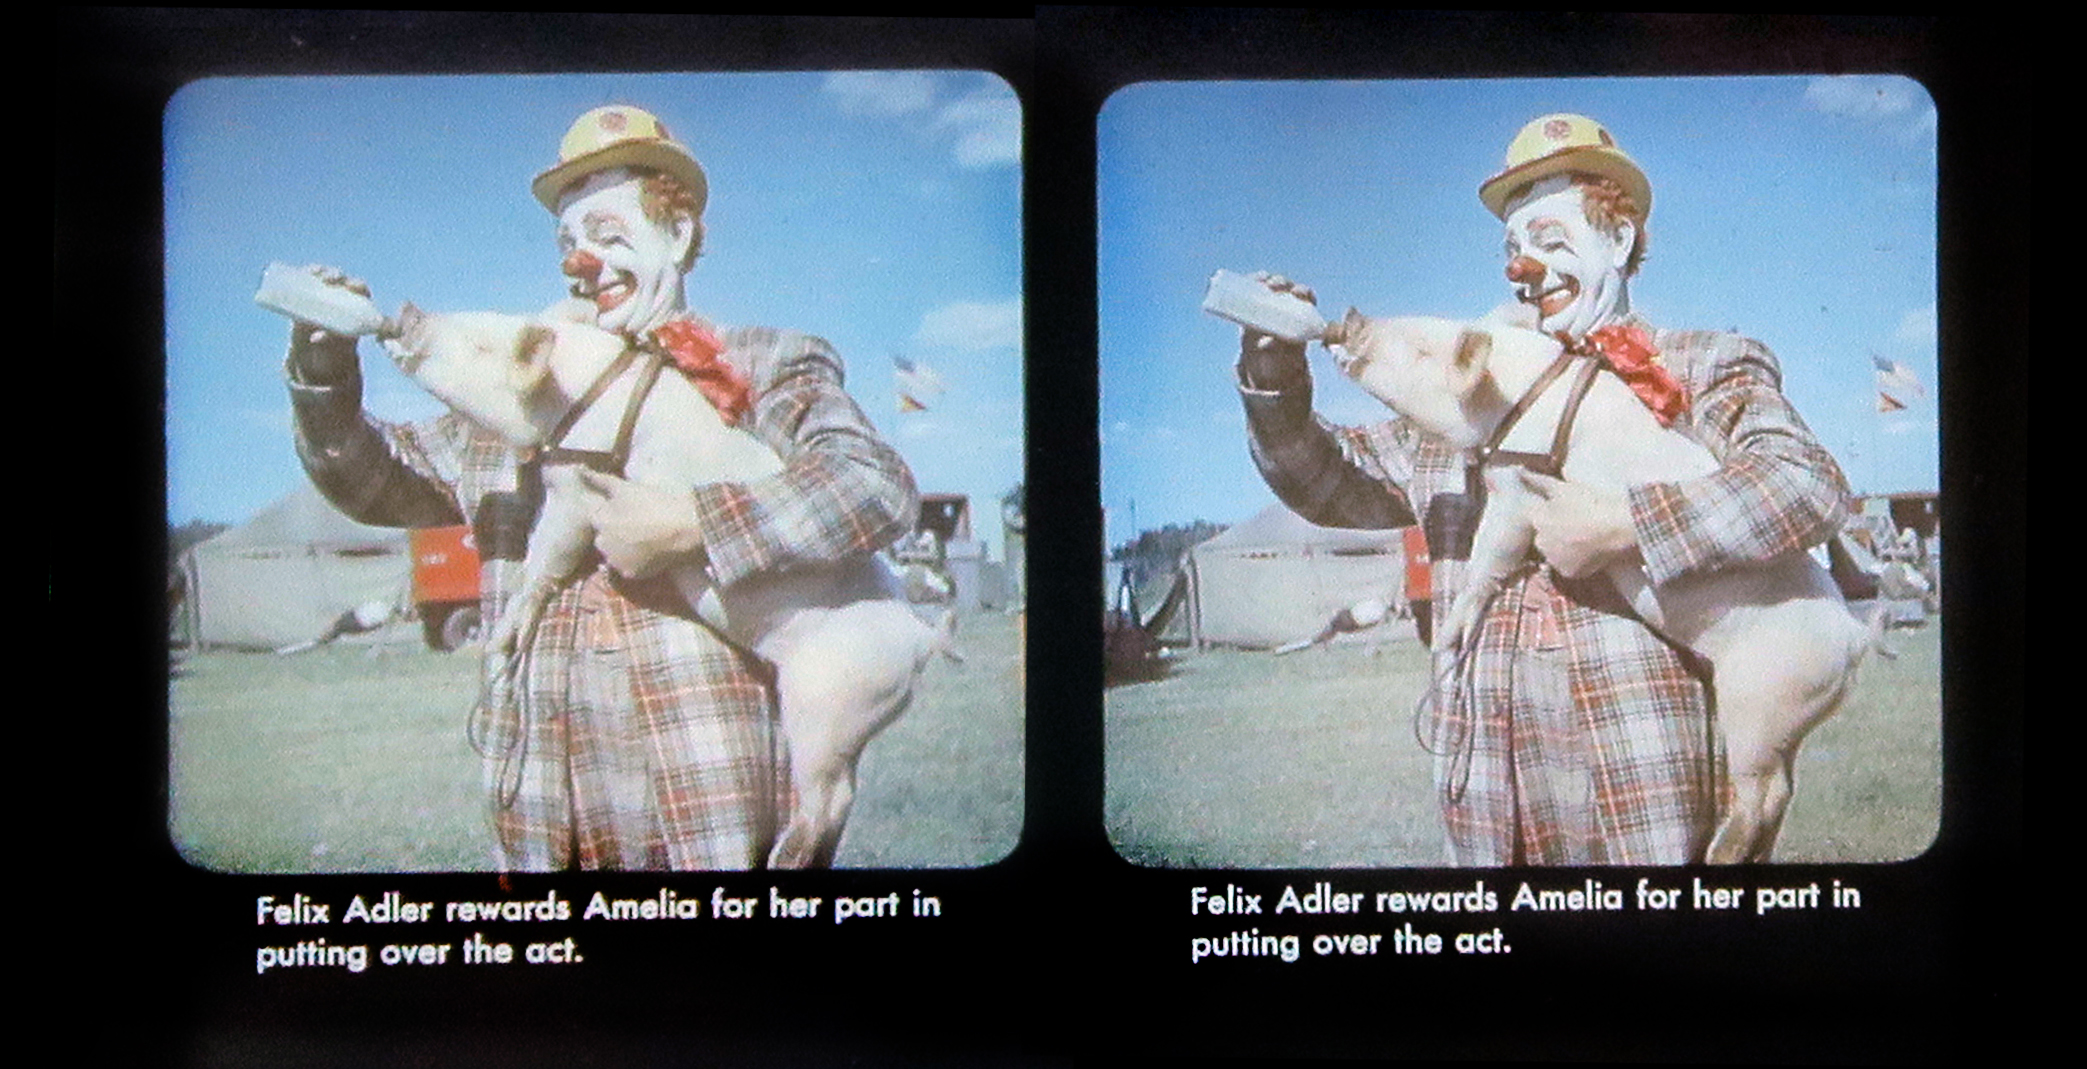 Felix Adler rewards Amelia for her part in
putting over the act.
Felix Adler rewards Amelia for her part in
putting over the act.